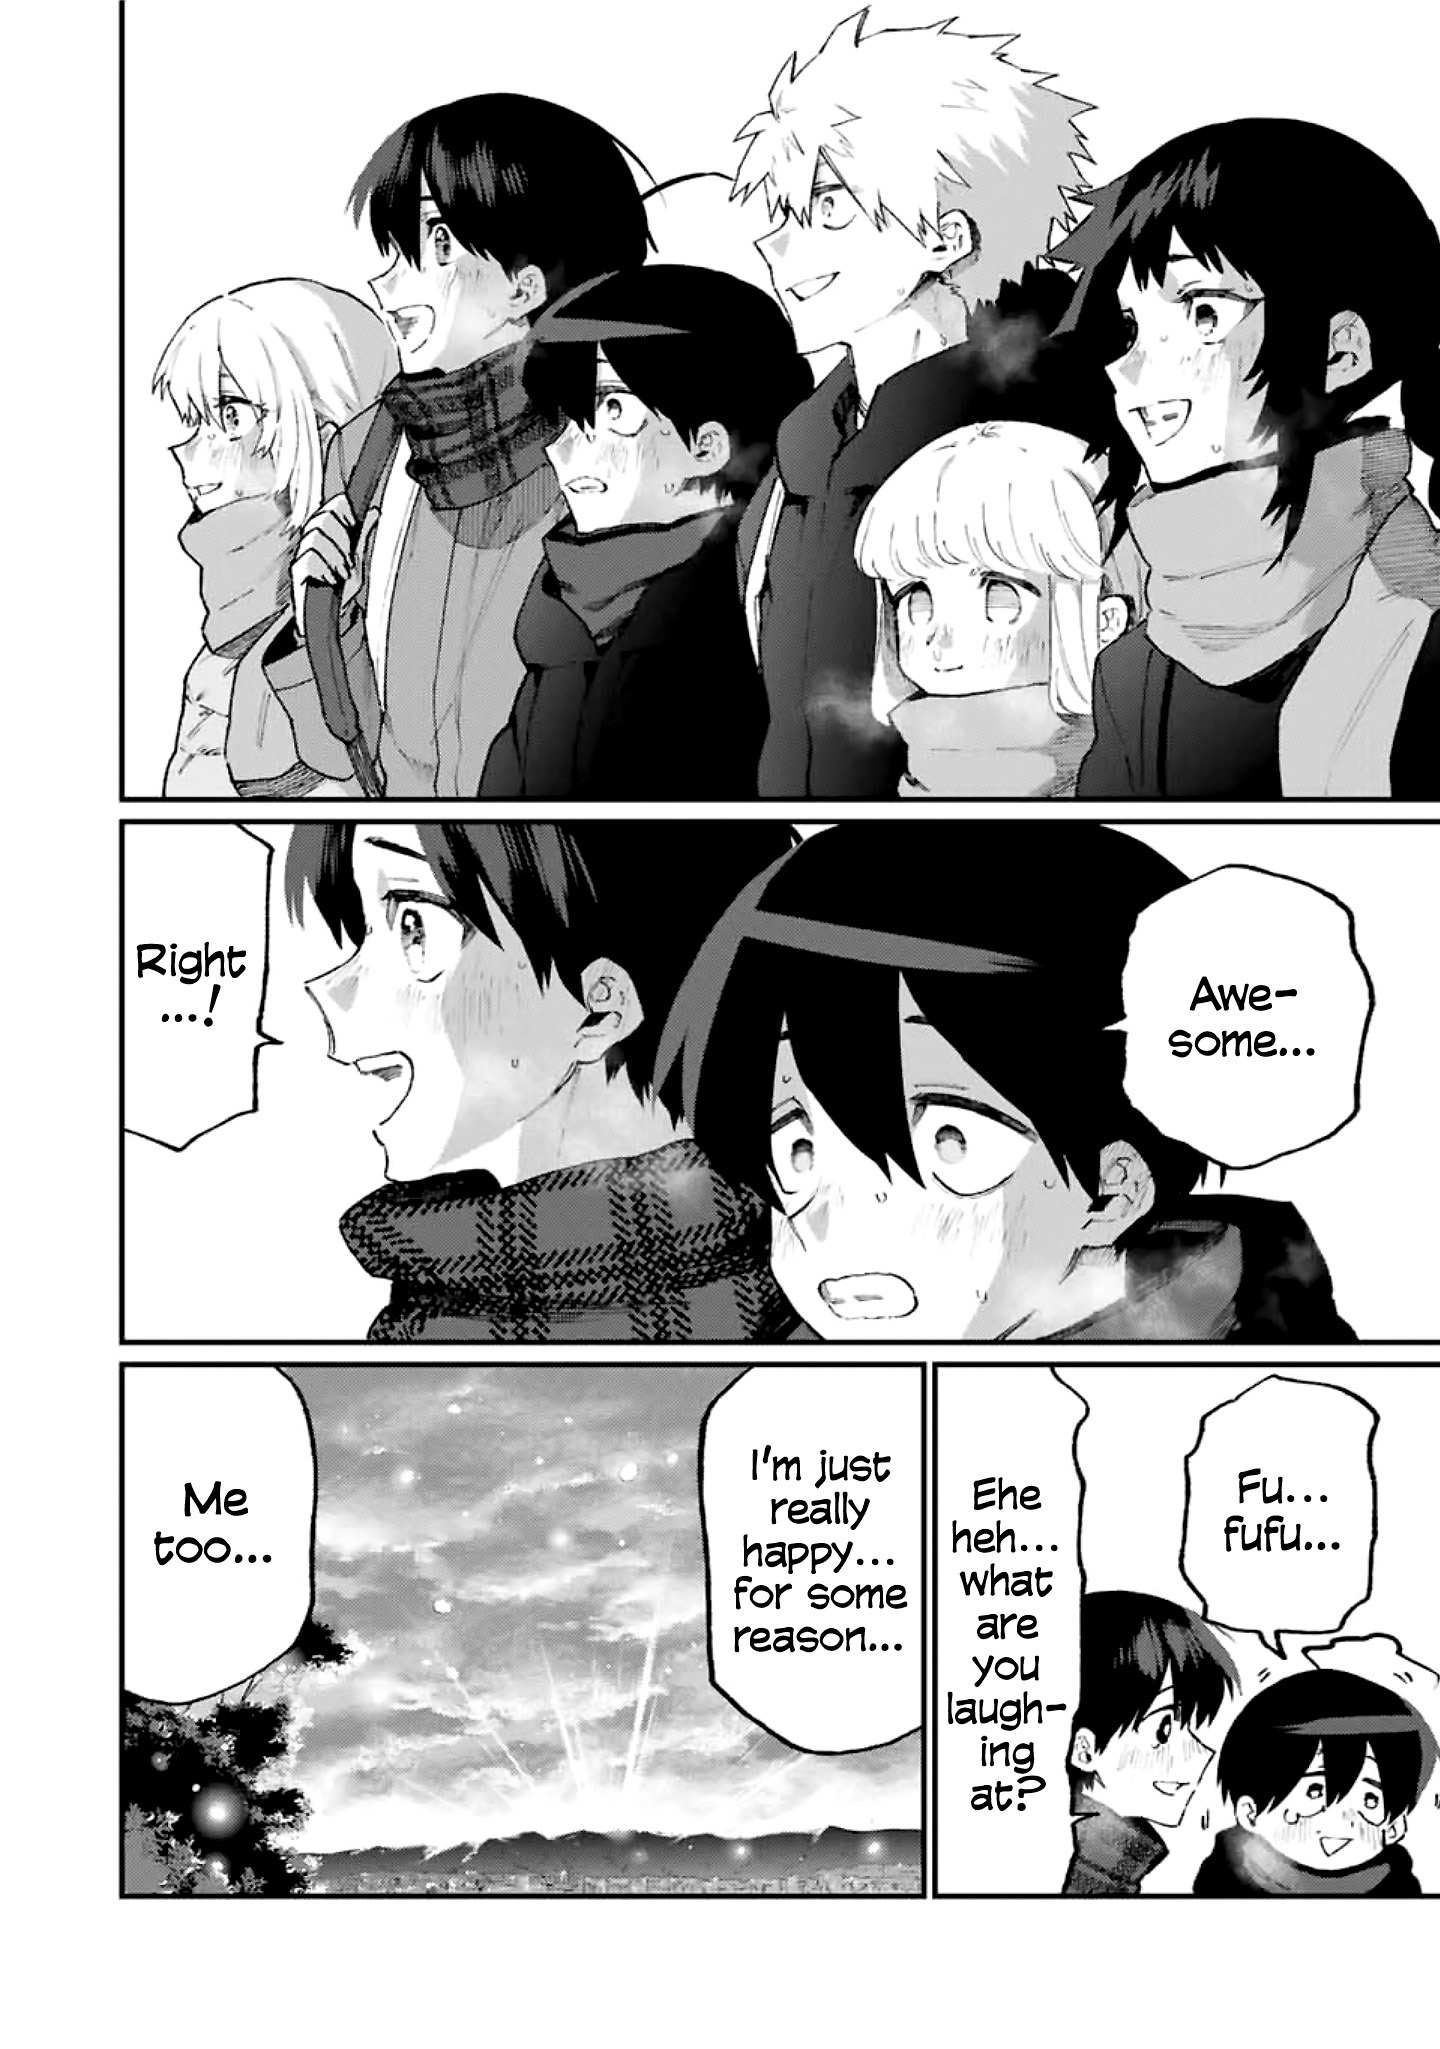 Awe-
some...
Right
...!
Fu...
fufu...
Ehe
heh...
what
are
you
laugh-
ing
at?
I'm just
really
happy...
for some
reason...
Me
too...